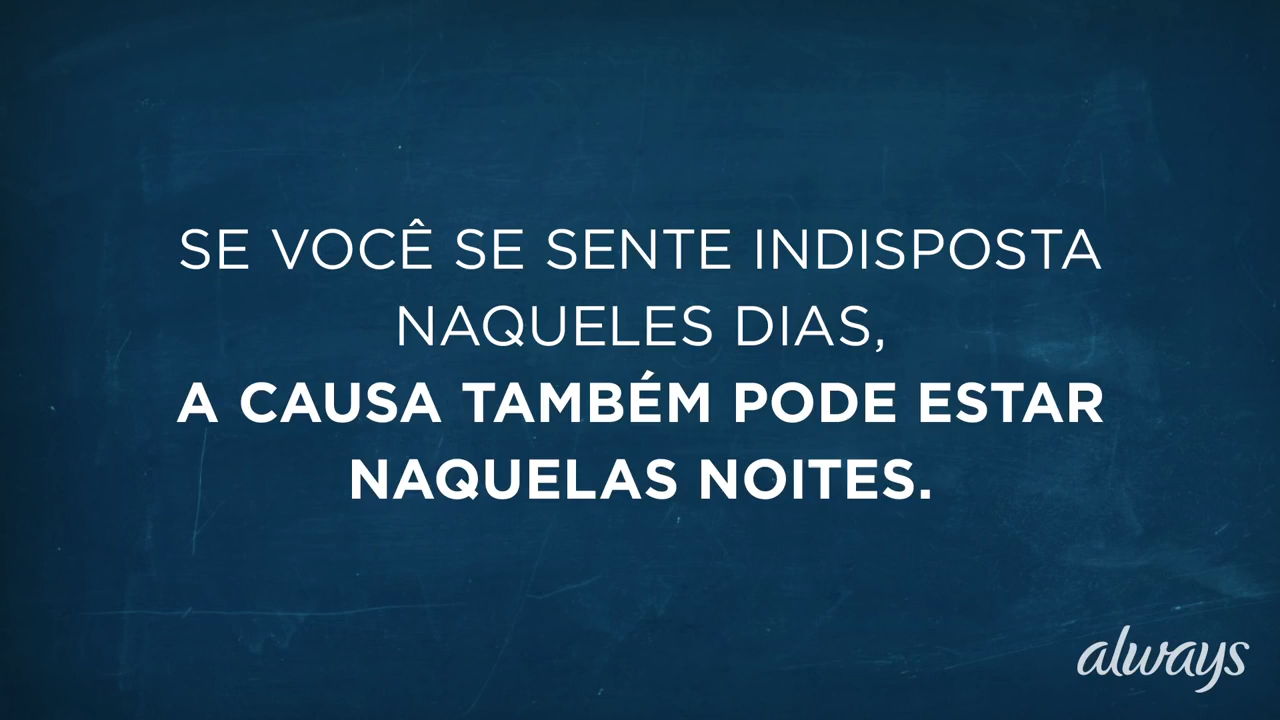 SE VOCÊ SE SENTE INDISPOSTA
NAQUELES DIAS,
A CAUSA TAMBÉM PODE ESTAR
NAQUELAS NOITES.
always